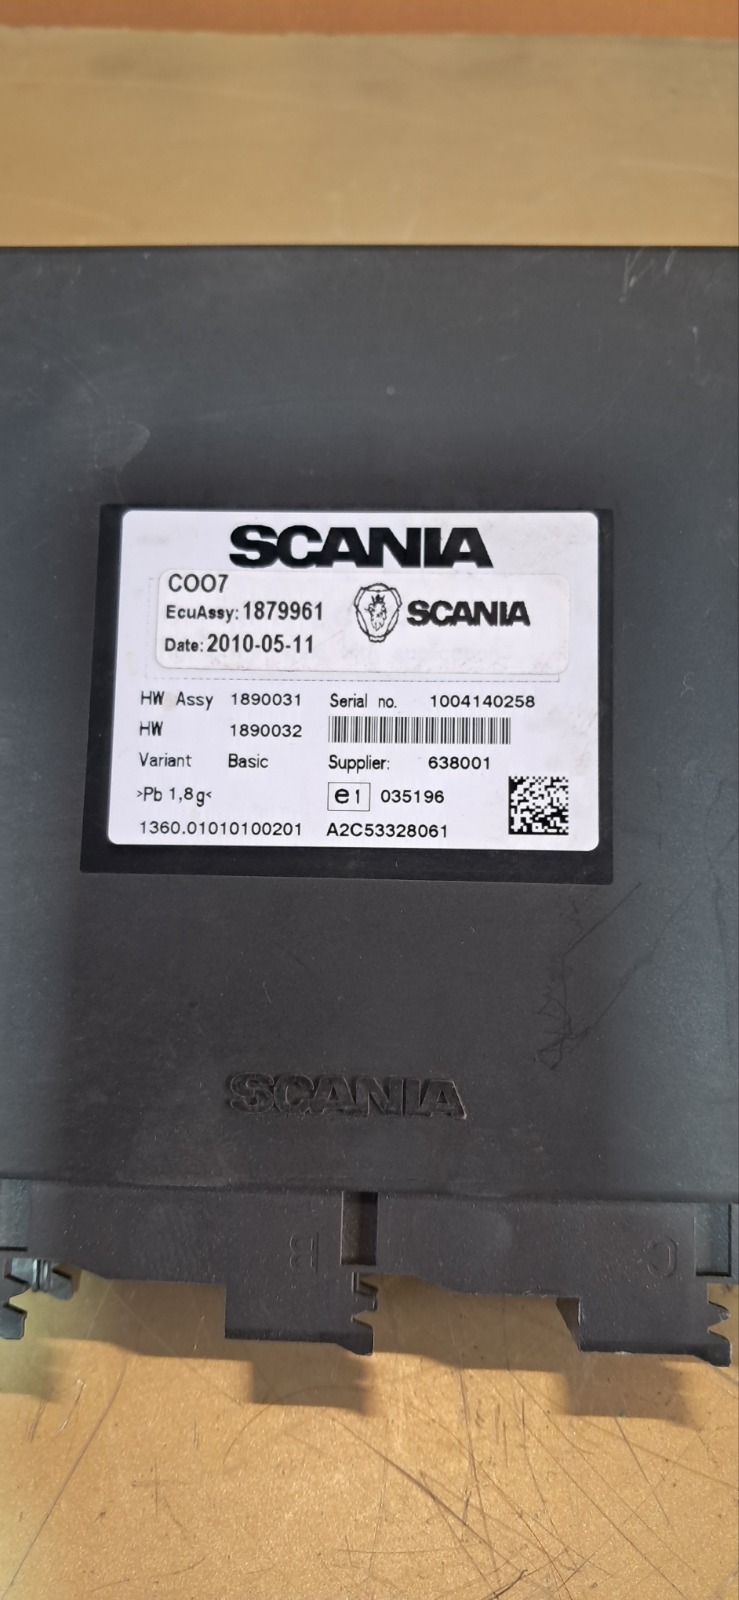 SCANIA
COO7
EcuAssy: 1879961
SCANIA
Date: 2010-05-11
HW Assy 1890031 Serial no. 1004140258
HW 1890032
Variant Basic Supplier: 638001
>Pb 1,8g< e1 035196
1360.01010100201 A2C53328061
SCANIA
B C